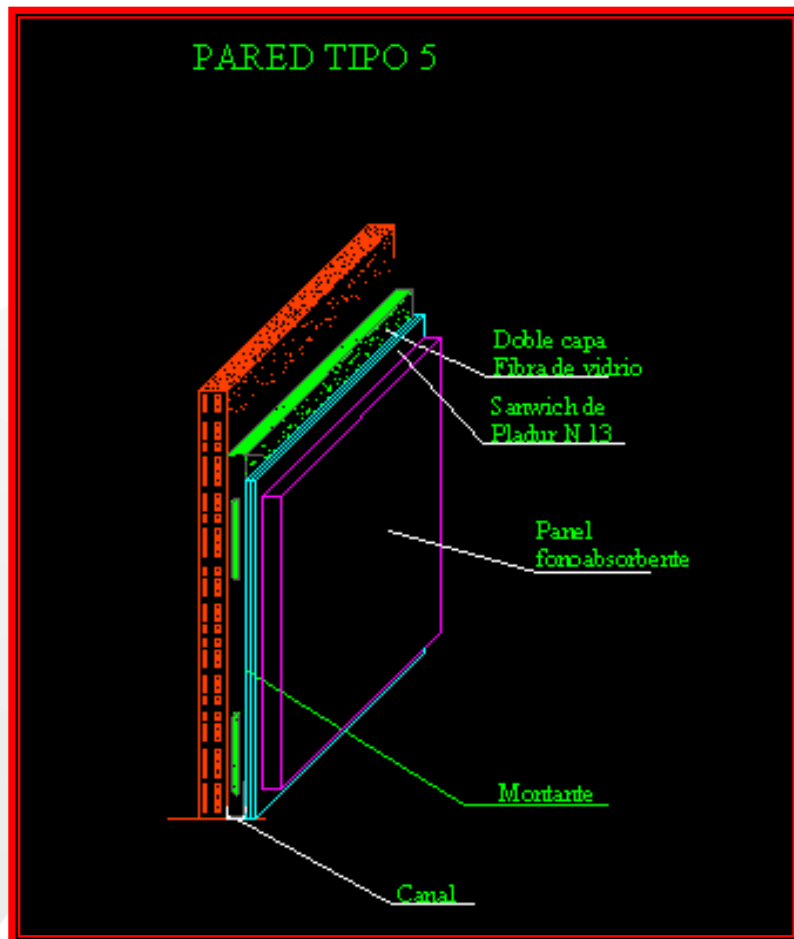 PARED TIPO 5
Doble capa
Fibra de vidrio
Sanwich de
Pladur N 13
Panel
fonoabsorbente
Montante
Canal